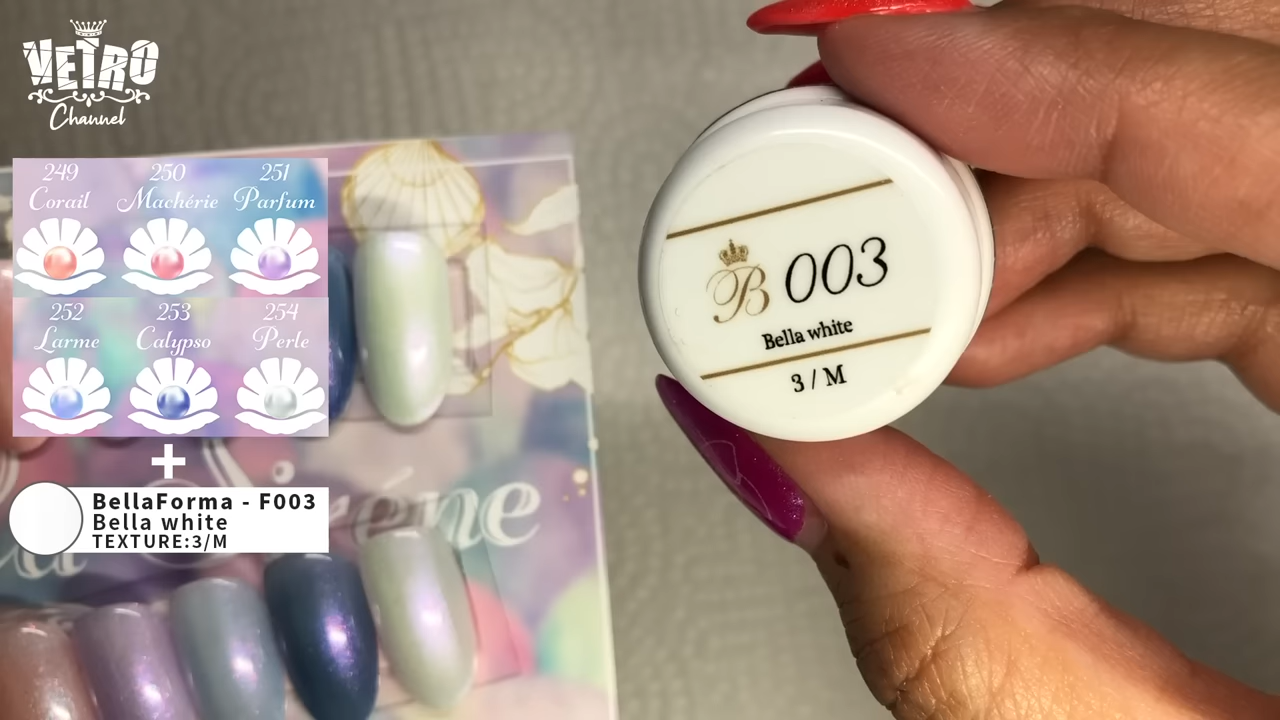 VETRO
Channel
249 250 251
Corail Machérie Parfum
252 253 254
Larme Calypso Perle
+
BellaForma - F003
Bella white
TEXTURE:3/M
B 003
Bella white
3 / M